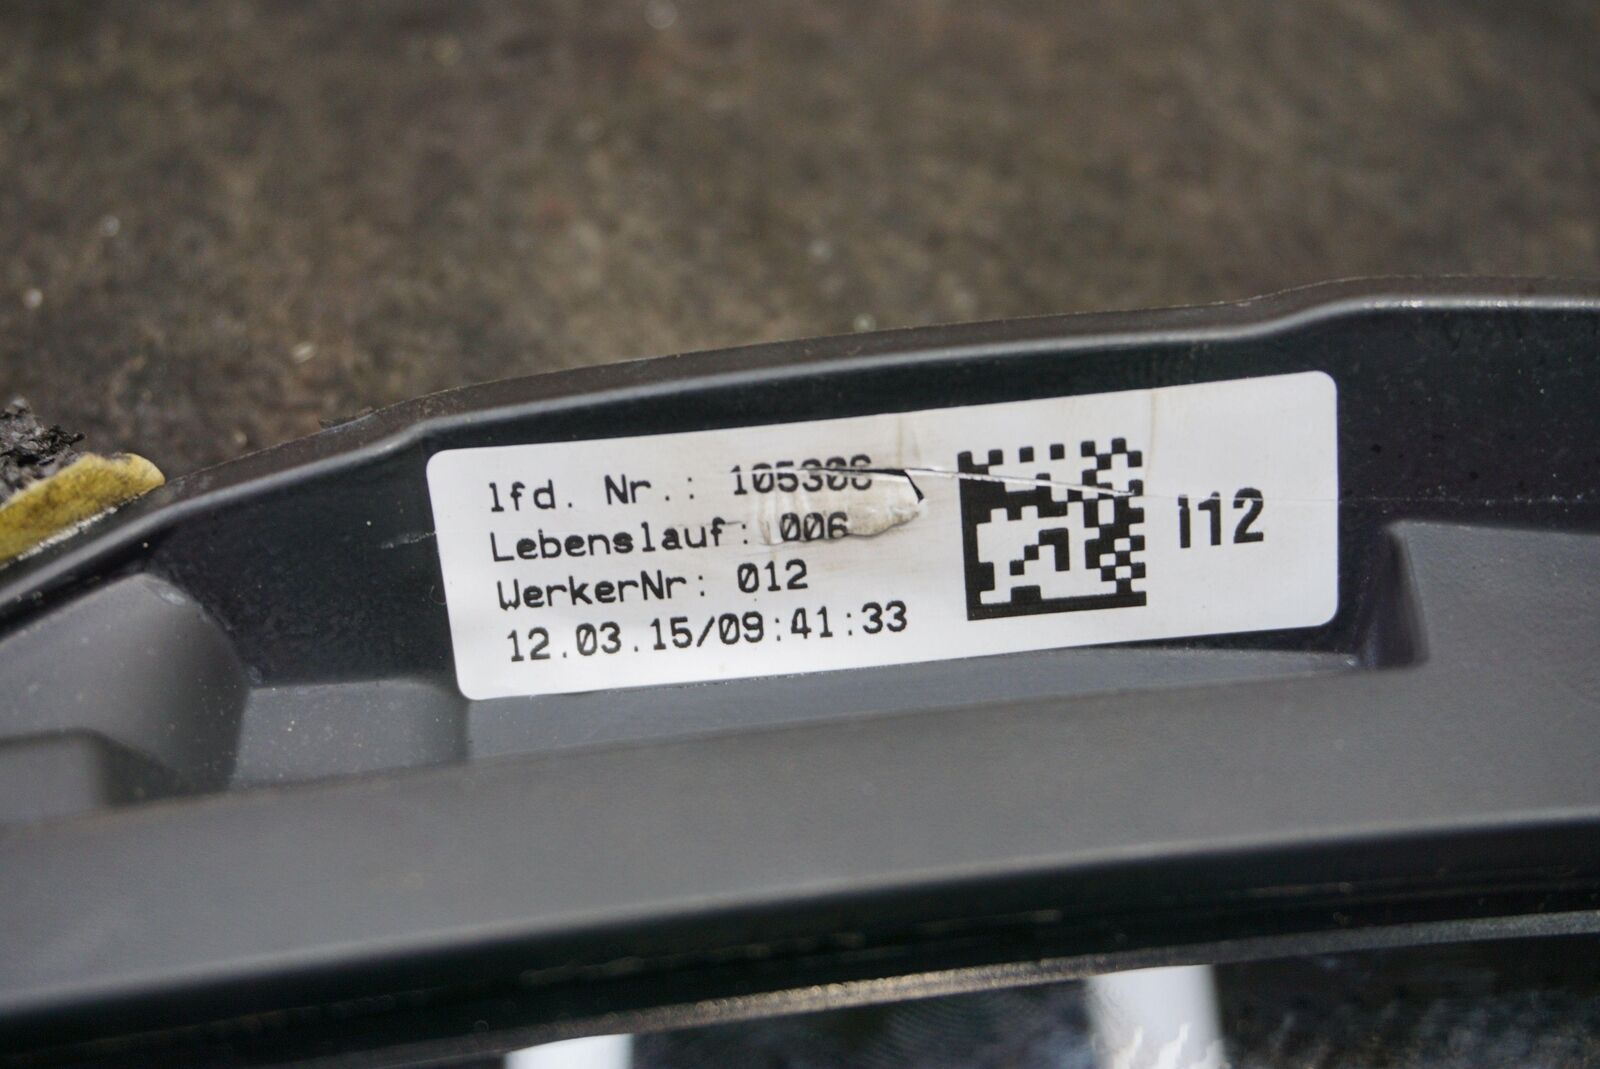 lfd. Nr.: 105306
Lebenslauf: 006
WerkerNr: 012
12.03.15/09:41:33
I12